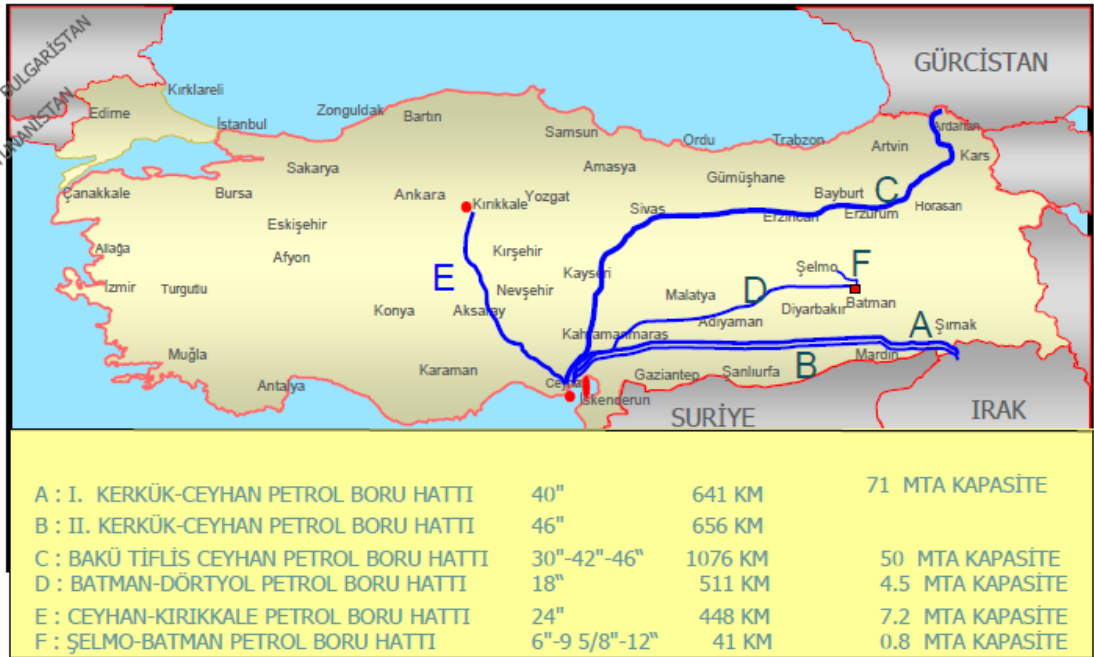 BULGARİSTAN
YUNANİSTAN
GÜRCİSTAN
Kırklareli
Edirne
İstanbul
Zonguldak
Bartın
Samsun
Ordu
Trabzon
Artvin
Ardahan
Kars
Sakarya
Amasya
Gümüşhane
Çanakkale
Bursa
Ankara
Kırıkkale
Yozgat
Sivas
Bayburt
C
Erzincan
Erzurum
Horasan
Eskişehir
Aliağa
Afyon
Kırşehir
Kayseri
Şelmo
F
E
D
İzmir
Turgutlu
Nevşehir
Malatya
Diyarbakır
Batman
Konya
Aksaray
Adıyaman
A
Şırnak
Kahramanmaraş
Muğla
Karaman
Ceyhan
Gaziantep
Şanlıurfa
B
Mardin
Antalya
İskenderun
SURİYE
IRAK
A : I. KERKÜK-CEYHAN PETROL BORU HATTI 40" 641 KM 71 MTA KAPASİTE
B : II. KERKÜK-CEYHAN PETROL BORU HATTI 46" 656 KM
C : BAKÜ TİFLİS CEYHAN PETROL BORU HATTI 30"-42"-46" 1076 KM 50 MTA KAPASİTE
D : BATMAN-DÖRTYOL PETROL BORU HATTI 18" 511 KM 4.5 MTA KAPASİTE
E : CEYHAN-KIRIKKALE PETROL BORU HATTI 24" 448 KM 7.2 MTA KAPASİTE
F : ŞELMO-BATMAN PETROL BORU HATTI 6"-9 5/8"-12" 41 KM 0.8 MTA KAPASİTE